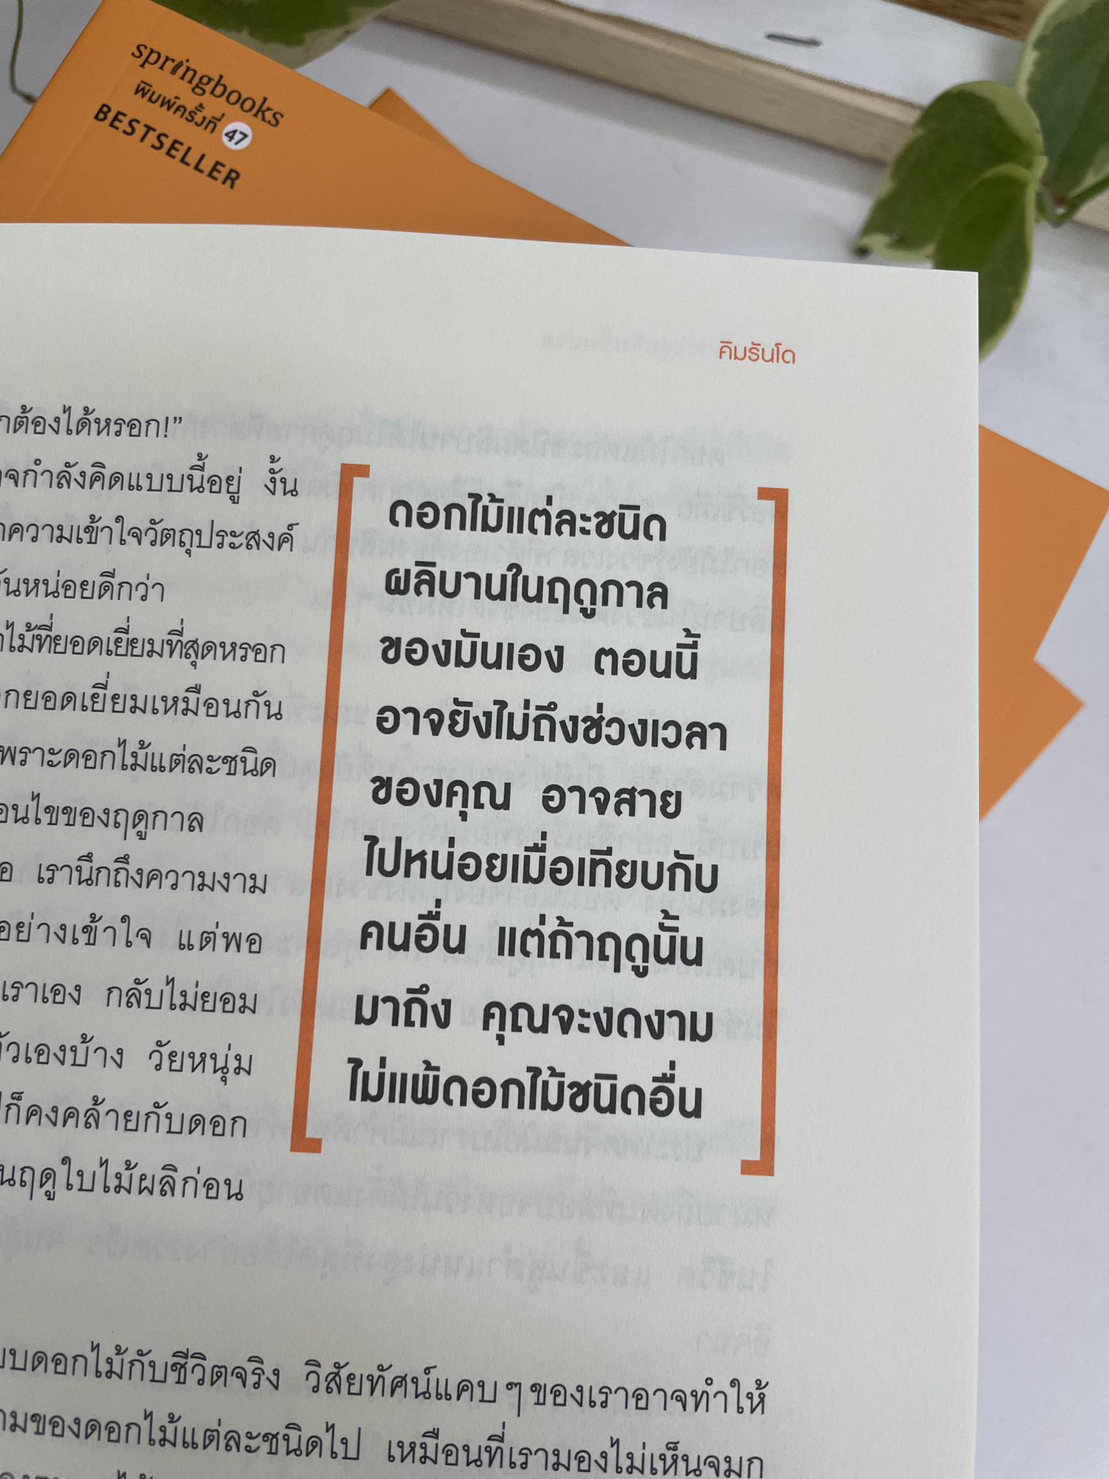 springbooks
พิมพ์ครั้งที่ 47
BESTSELLER
คิมรันโด
ต้องได้หรอก!”
กำลังคิดแบบนี้อยู่ งั้น
ความเข้าใจวัตถุประสงค์
หน่อยดีกว่า
ไม้ที่ยอดเยี่ยมที่สุดหรอก
ยอดเยี่ยมเหมือนกัน
เพราะดอกไม้แต่ละชนิด
ของฤดูกาล
เรานึกถึงความงาม
อย่างเข้าใจ แต่พอ
เราเอง กลับไม่ยอม
ตัวเองบ้าง วัยหนุ่ม
ก็คงคล้ายกับดอก
ฤดูใบไม้ผลิก่อน
ดอกไม้แต่ละชนิด
ผลิบานในฤดูกาล
ของมันเอง ตอนนี้
อาจยังไม่ถึงช่วงเวลา
ของคุณ อาจสาย
ไปหน่อยเมื่อเทียบกับ
คนอื่น แต่ถ้าฤดูนั้น
มาถึง คุณจะงดงาม
ไม่แพ้ดอกไม้ชนิดอื่น
ดอกไม้กับชีวิตจริง วิสัยทัศน์แคบๆของเราอาจทำให้
ของดอกไม้แต่ละชนิดไป เหมือนที่เรามองไม่เห็นจมูก